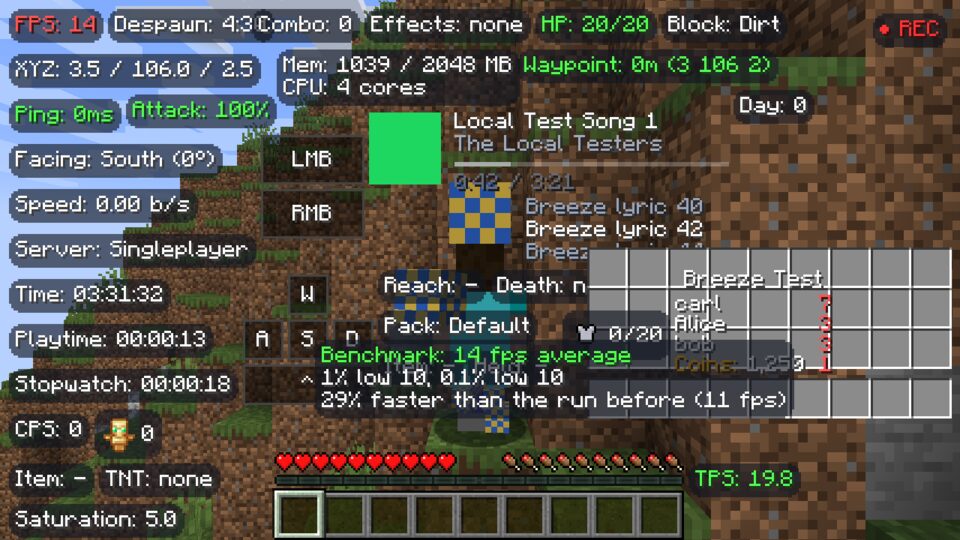 FPS: 14
Despawn: 4:3
Combo: 0
Effects: none
HP: 20/20
Block: Dirt
REC
XYZ: 3.5 / 106.0 / 2.5
Mem: 1039 / 2048 MB
CPU: 4 cores
Waypoint: 0m (3 106 2)
Ping: 0ms
Attack: 100%
Day: 0
Local Test Song 1
The Local Testers
0:42 / 3:21
Facing: South (0°)
LMB
RMB
Breeze lyric 40
Breeze lyric 42
Breeze
Speed: 0.00 b/s
Server: Singleplayer
Time: 03:31:32
W
Reach: -
Death: n
Breeze Test
carl 7
Alice 3
bob 3
Coins: 1,250 1
Playtime: 00:00:13
A
S
D
Pack: Default
0/20
Benchmark: 14 fps average
1% low 10, 0.1% low 10
29% faster than the run before (11 fps)
Stopwatch: 00:00:18
^
CPS: 0
0
Item: -
TNT: none
TPS: 19.8
Saturation: 5.0